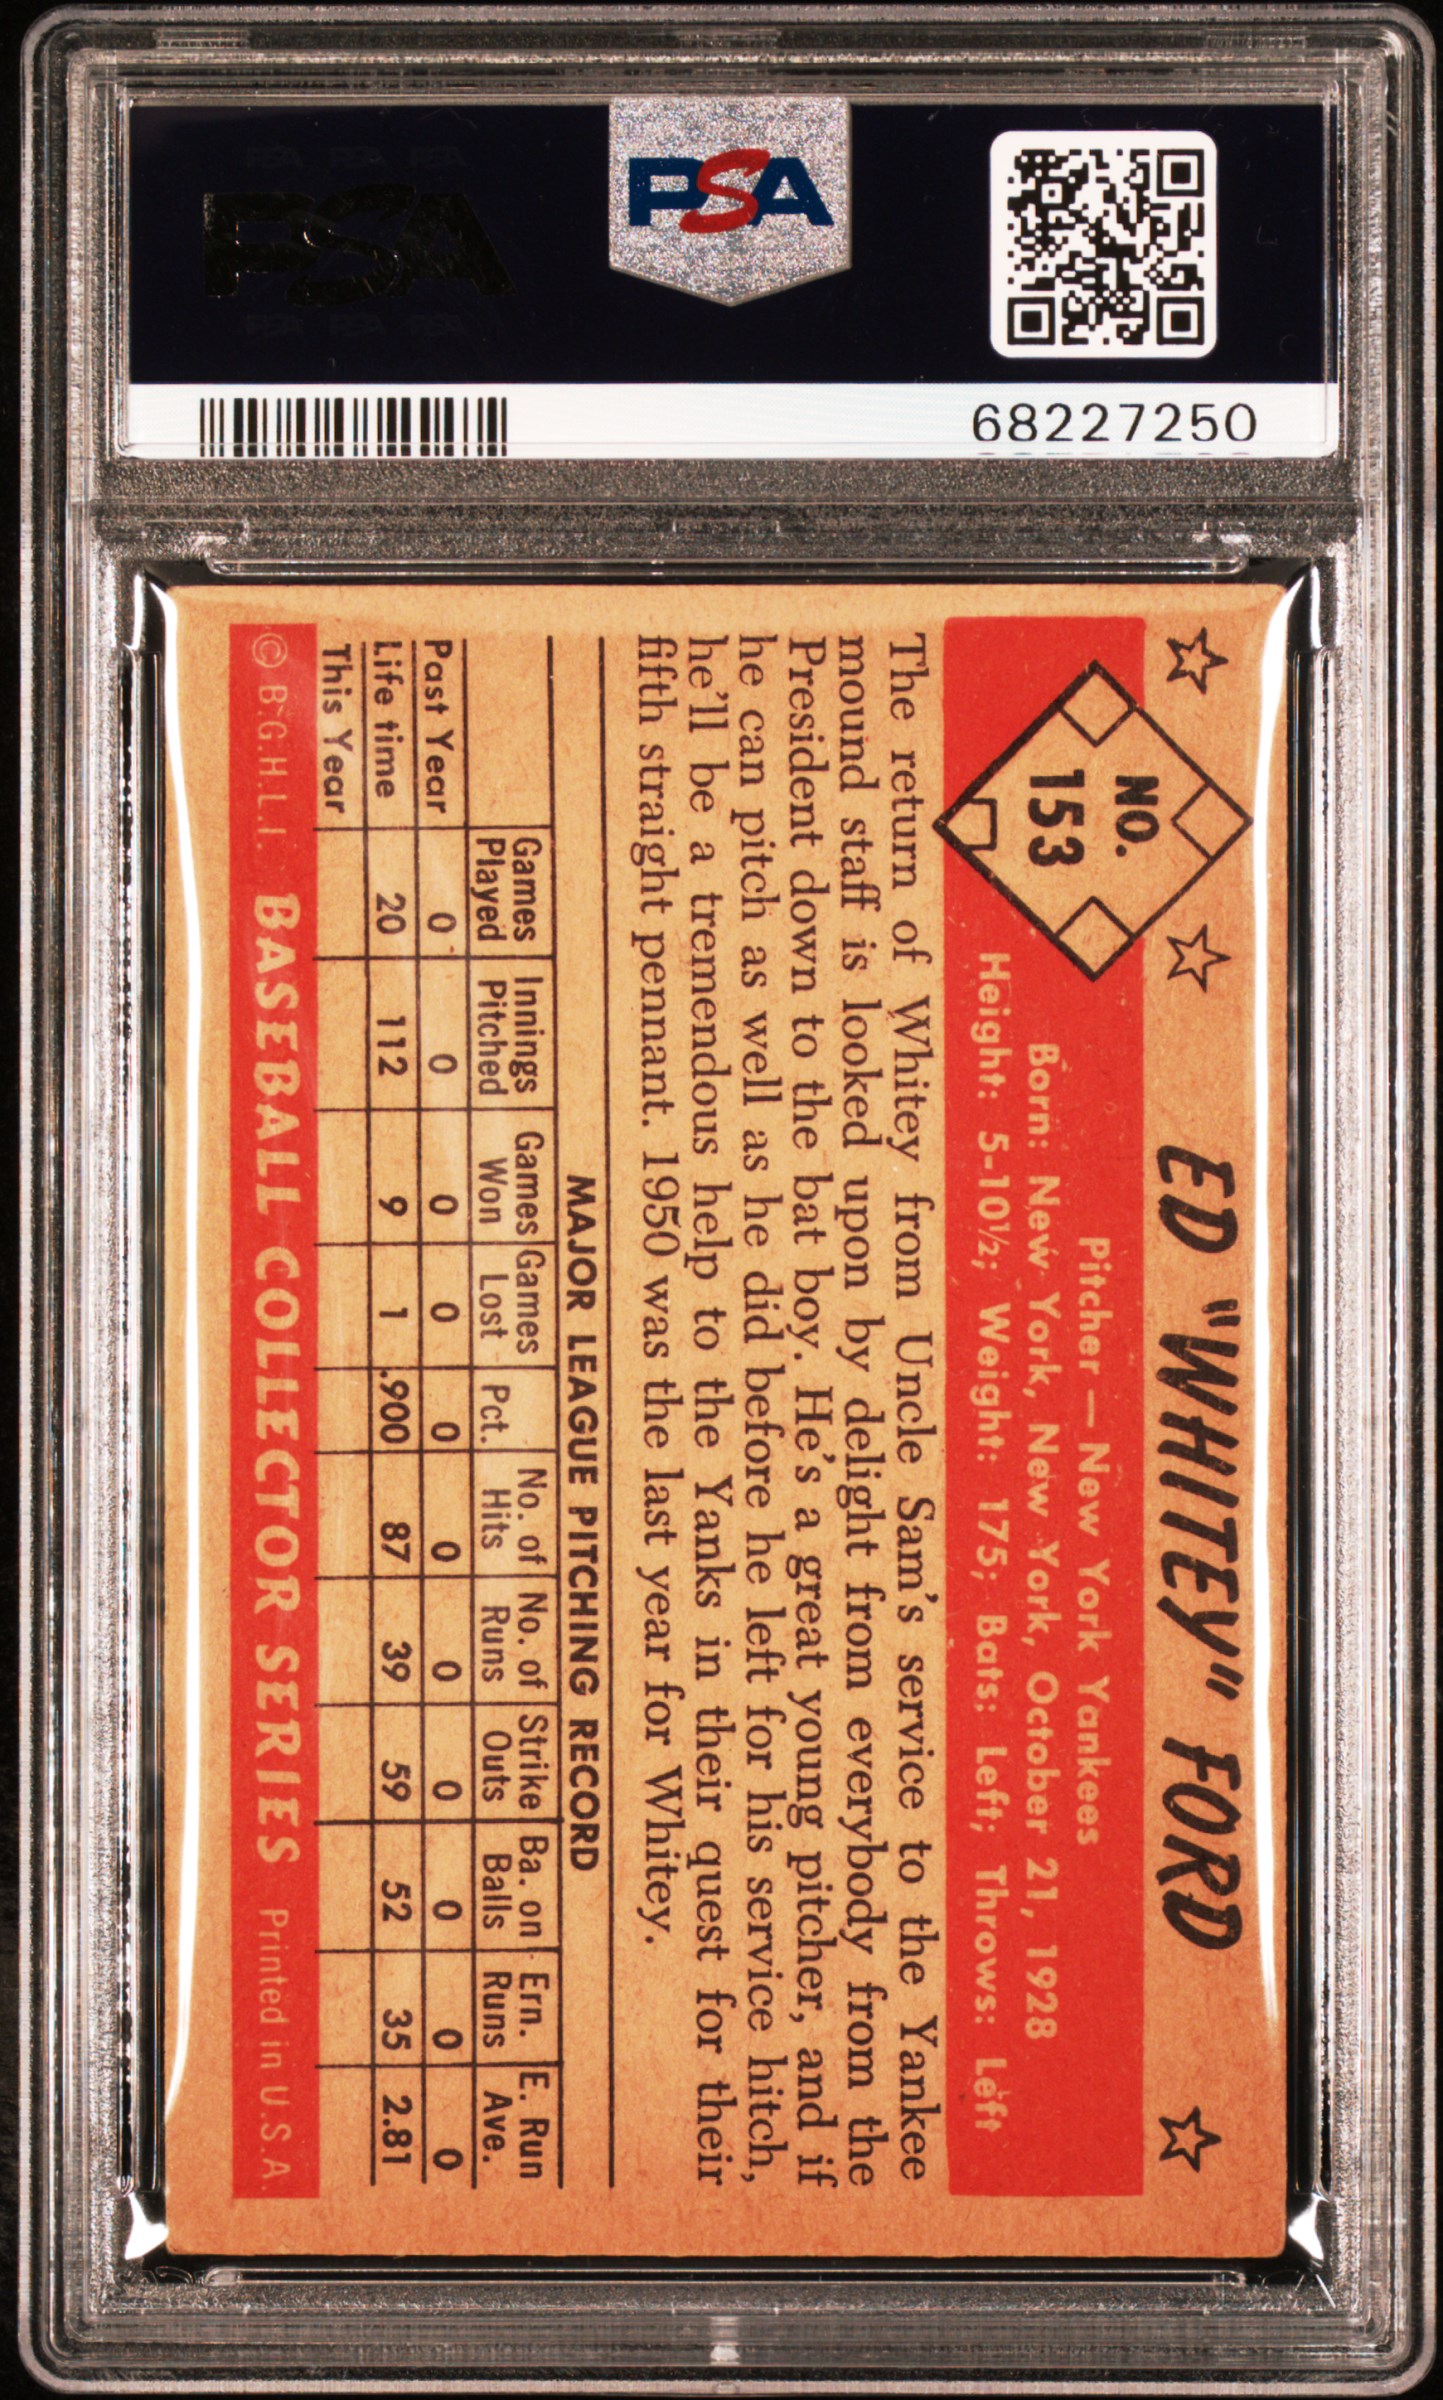 PSA
PSA
68227250
ED "WHITEY" FORD
NO.
153
Pitcher — New York Yankees
Born: New York, New York, October 21, 1928
Height: 5-10½; Weight: 175; Bats: Left; Throws: Left
The return of Whitey from Uncle Sam's service to the Yankee
mound staff is looked upon by delight from everybody from the
President down to the bat boy. He's a great young pitcher, and if
he can pitch as well as he did before he left for his service hitch,
he'll be a tremendous help to the Yanks in their quest for their
fifth straight pennant. 1950 was the last year for Whitey.
MAJOR LEAGUE PITCHING RECORD
Games Played Innings Pitched Games Won Games Lost Pct. No. of Hits No. of Runs Strike Outs Ba. on Balls Ern. Runs E. Run Ave.
Past Year 0 0 0 0 0 0 0 0 0 0 0
Life time 20 112 9 1 .900 87 39 59 52 35 2.81
This Year
© B.G.H.L.I. BASEBALL COLLECTOR SERIES Printed in U.S.A.